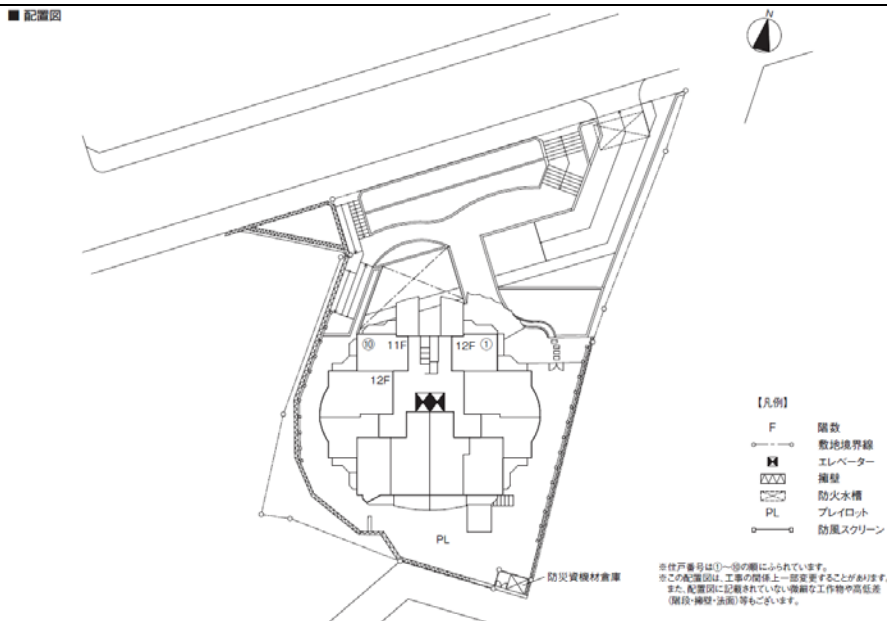 ■ 配置図
N
⑩ 11F 12F ①
12F
PL
防災資機材倉庫
【凡例】
F 階数
敷地境界線
エレベーター
擁壁
防火水槽
PL プレイロット
防風スクリーン
※住戸番号は①〜⑩の順にふられています。
※この配置図は、工事の関係上一部変更することがあります。
また、配置図に記載されていない微細な工作物や高低差
(階段・擁壁・法面)等もございます。